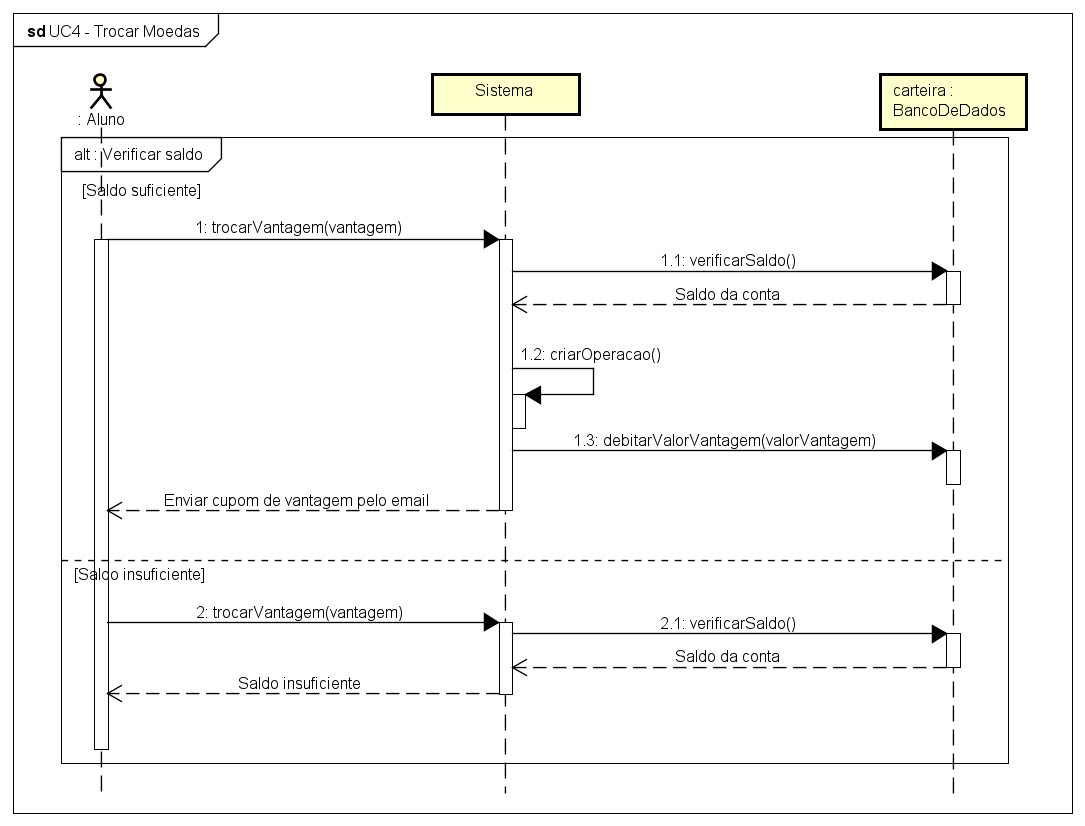 sd UC4 - Trocar Moedas
: Aluno
Sistema
carteira :
BancoDeDados
alt : Verificar saldo
[Saldo suficiente]
1: trocarVantagem(vantagem)
1.1: verificarSaldo()
Saldo da conta
1.2: criarOperacao()
1.3: debitarValorVantagem(valorVantagem)
Enviar cupom de vantagem pelo email
[Saldo insuficiente]
2: trocarVantagem(vantagem)
2.1: verificarSaldo()
Saldo da conta
Saldo insuficiente